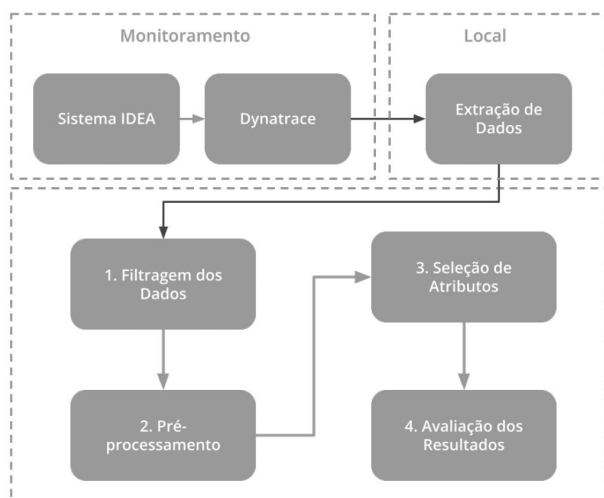 Monitoramento
Local
Sistema IDEA
Dynatrace
Extração de
Dados
1. Filtragem dos
Dados
2. Pré-
processamento
3. Seleção de
Atributos
4. Avaliação dos
Resultados